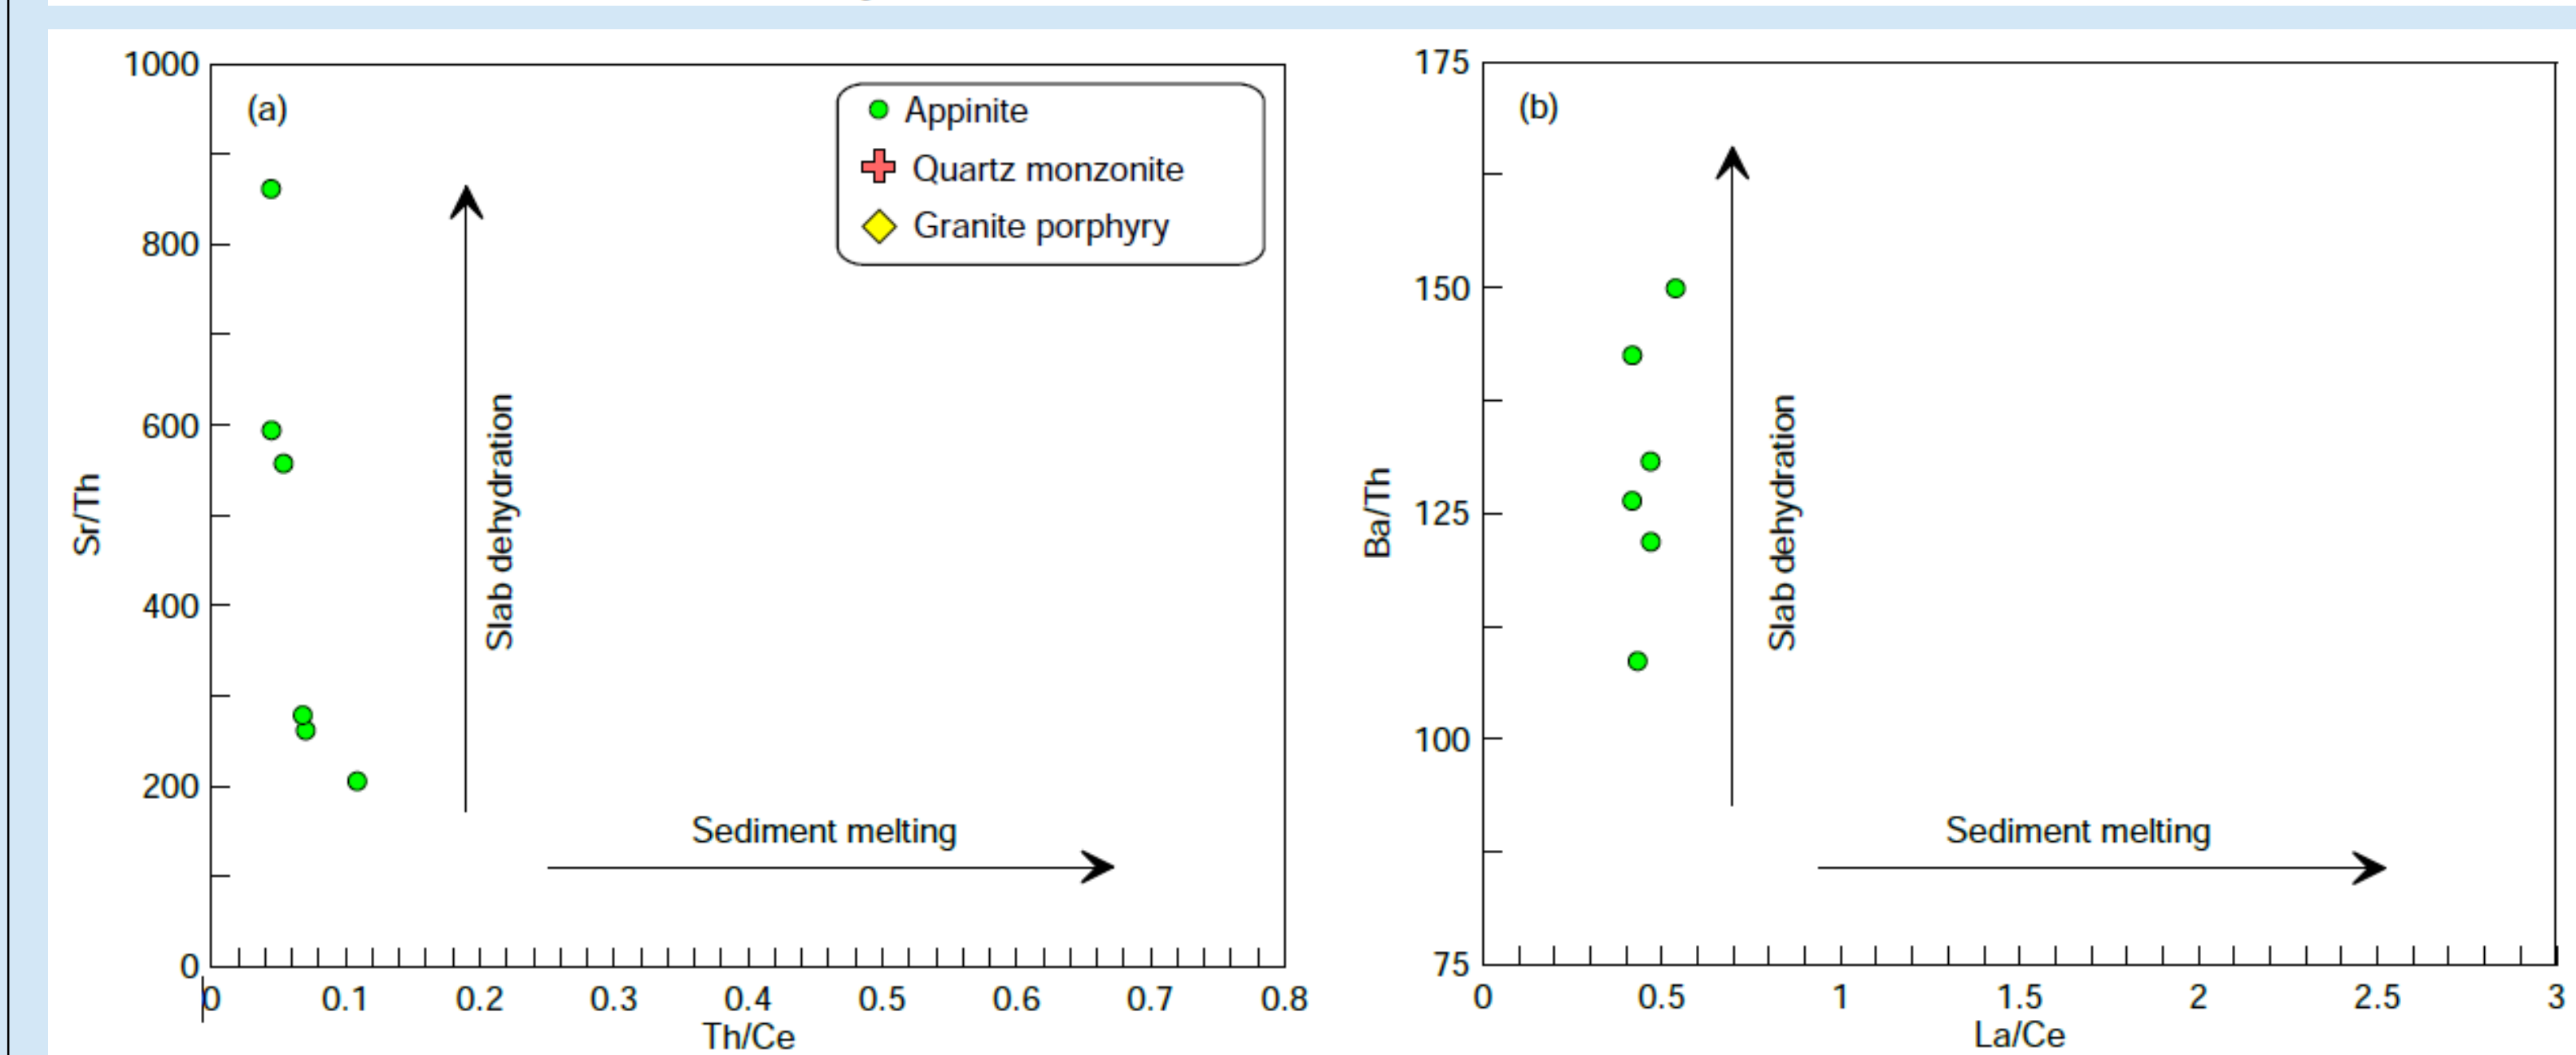 (a)
Appinite
Quartz monzonite
Granite porphyry
1000
800
600
400
200
0
Sr/Th
Slab dehydration
Sediment melting
0 0.1 0.2 0.3 0.4 0.5 0.6 0.7 0.8
Th/Ce
(b)
175
150
125
100
75
Ba/Th
Slab dehydration
Sediment melting
0 0.5 1 1.5 2 2.5 3
La/Ce